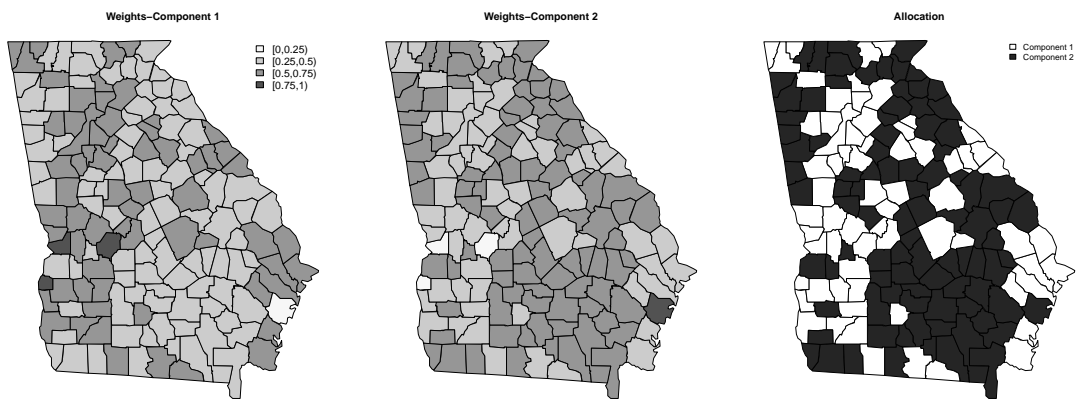 Weights−Component 1
[0,0.25)
[0.25,0.5)
[0.5,0.75)
[0.75,1)
Weights−Component 2
Allocation
Component 1
Component 2